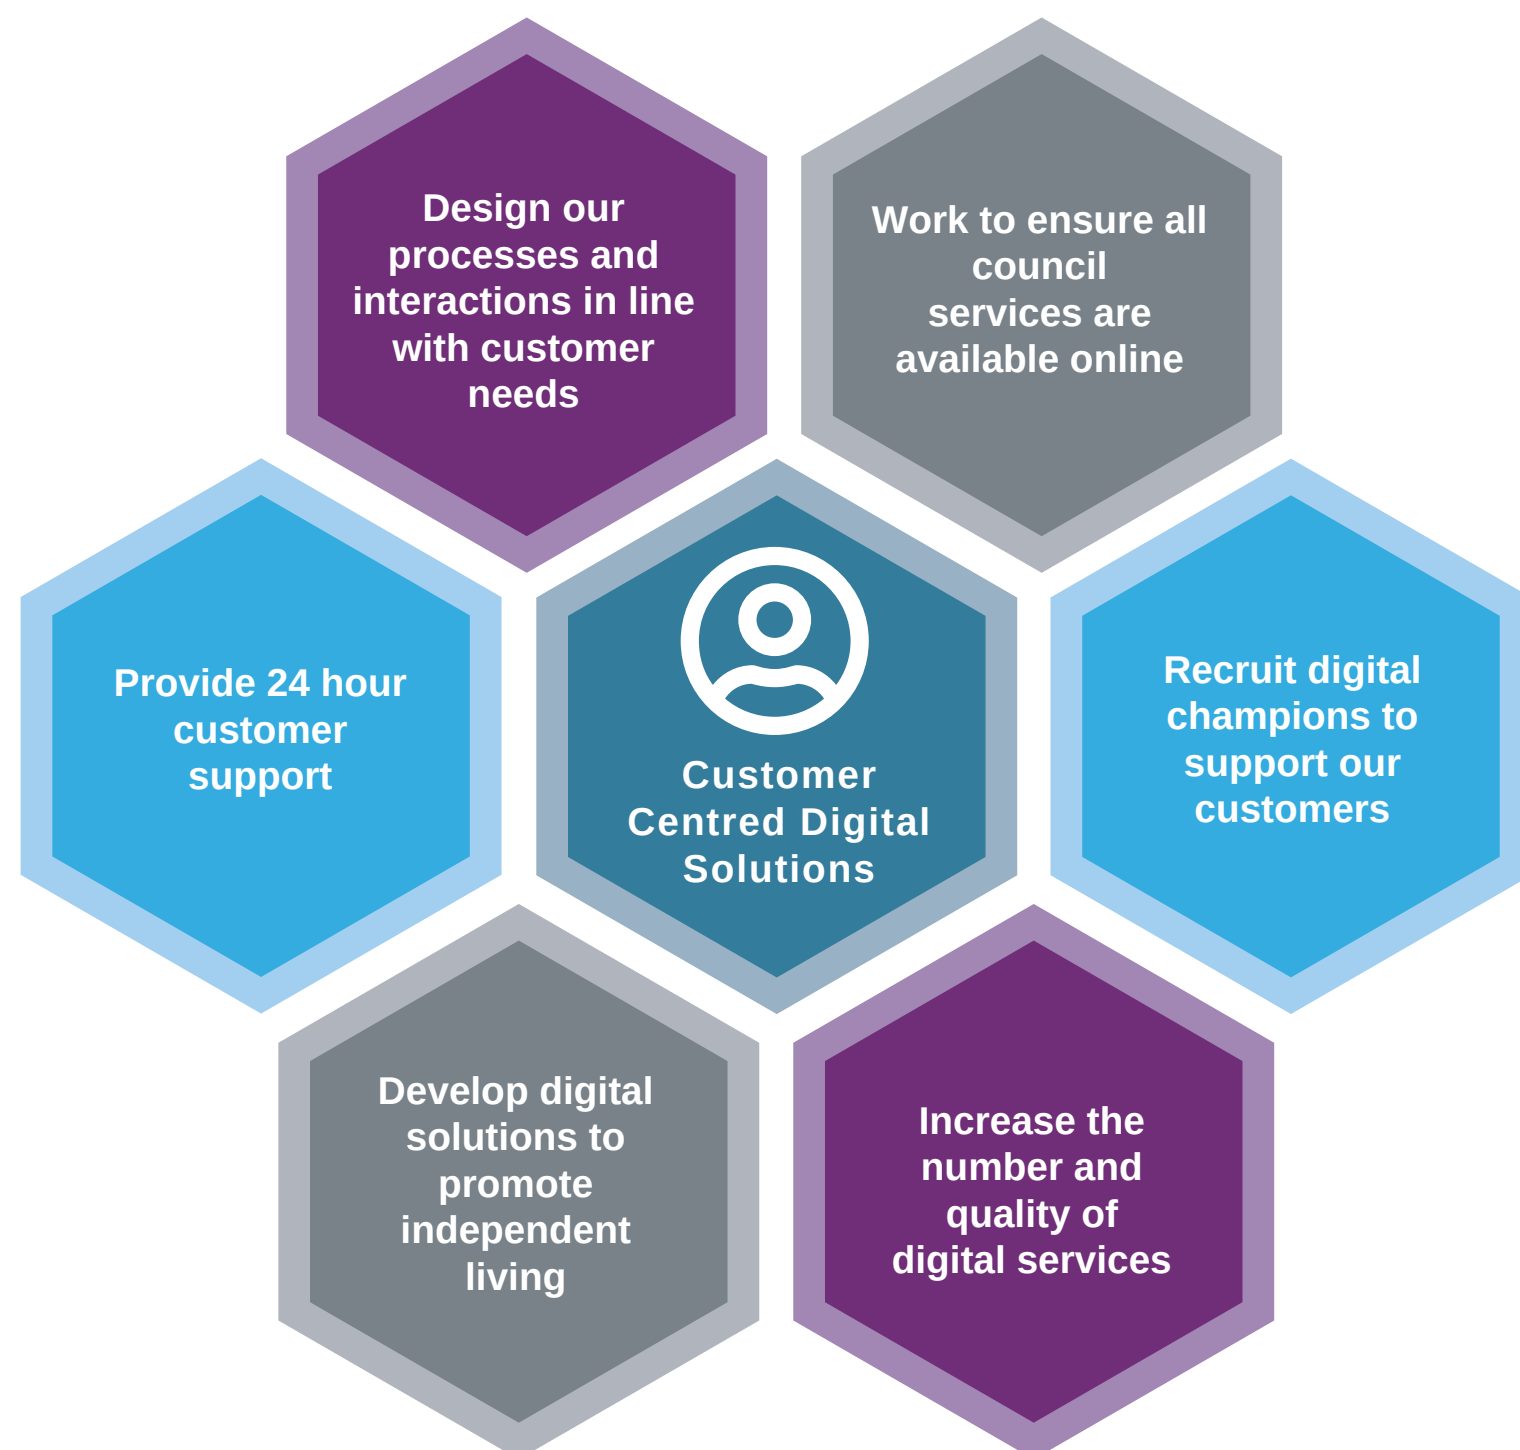 Design our
processes and
interactions in line
with customer
needs
Work to ensure all
council
services are
available online
Provide 24 hour
customer
support
Customer
Centred Digital
Solutions
Recruit digital
champions to
support our
customers
Develop digital
solutions to
promote
independent
living
Increase the
number and
quality of
digital services